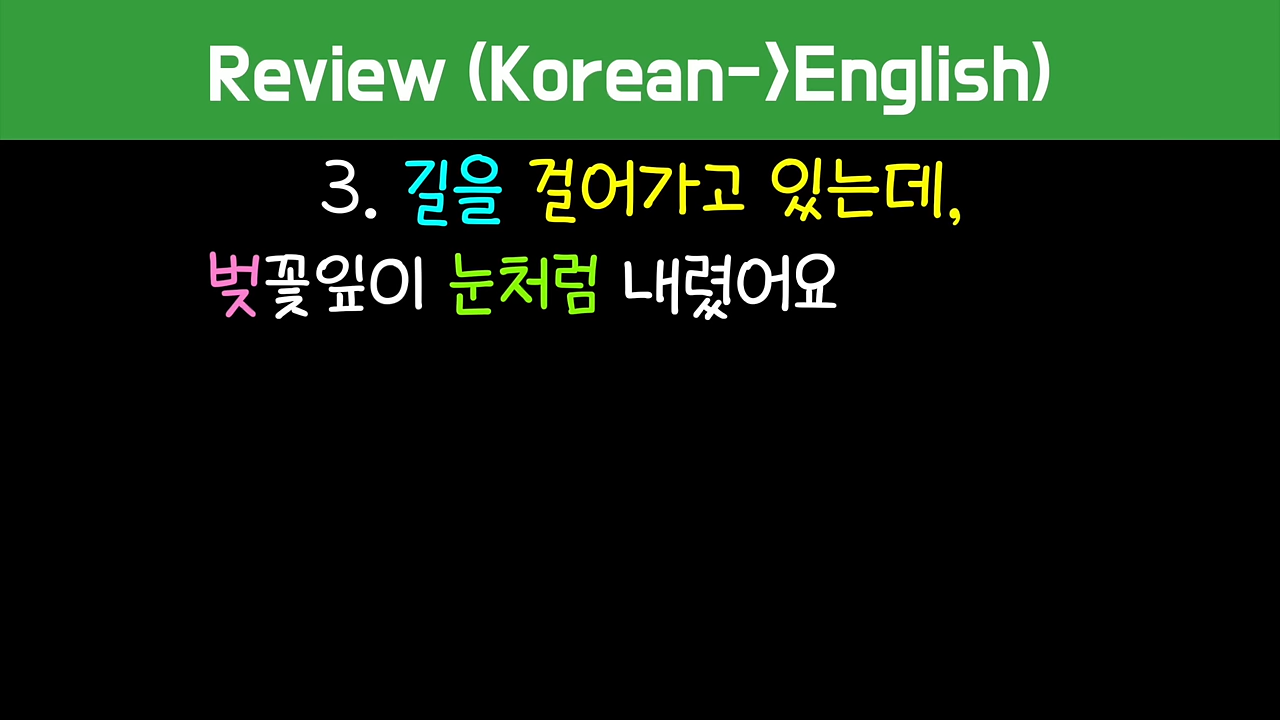 Review (Korean->English)
3. 길을 걸어가고 있는데,
벚꽃잎이 눈처럼 내렸어요